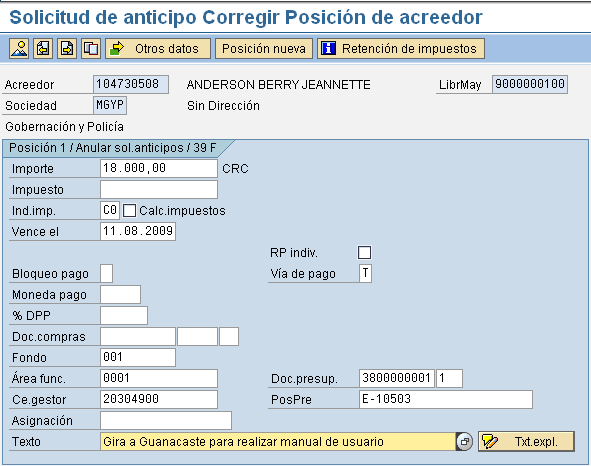 Solicitud de anticipo Corregir Posición de acreedor
Otros datos Posición nueva Retención de impuestos
Acreedor 104730508 ANDERSON BERRY JEANNETTE LibrMay 9000000100
Sociedad MGYP Sin Dirección
Gobernación y Policía
Posición 1 / Anular sol.anticipos / 39 F
Importe 18.000,00 CRC
Impuesto
Ind.imp. C0 Calc.impuestos
Vence el 11.08.2009
RP indiv.
Bloqueo pago Vía de pago T
Moneda pago
% DPP
Doc.compras
Fondo 001
Área func. 0001 Doc.presup. 3800000001 1
Ce.gestor 20304900 PosPre E-10503
Asignación
Texto Gira a Guanacaste para realizar manual de usuario Txt.expl.